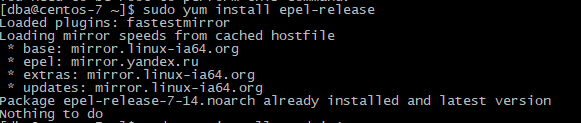 [dba@centos-7 ~]$ sudo yum install epel-release
Loaded plugins: fastestmirror
Loading mirror speeds from cached hostfile
 * base: mirror.linux-ia64.org
 * epel: mirror.yandex.ru
 * extras: mirror.linux-ia64.org
 * updates: mirror.linux-ia64.org
Package epel-release-7-14.noarch already installed and latest version
Nothing to do